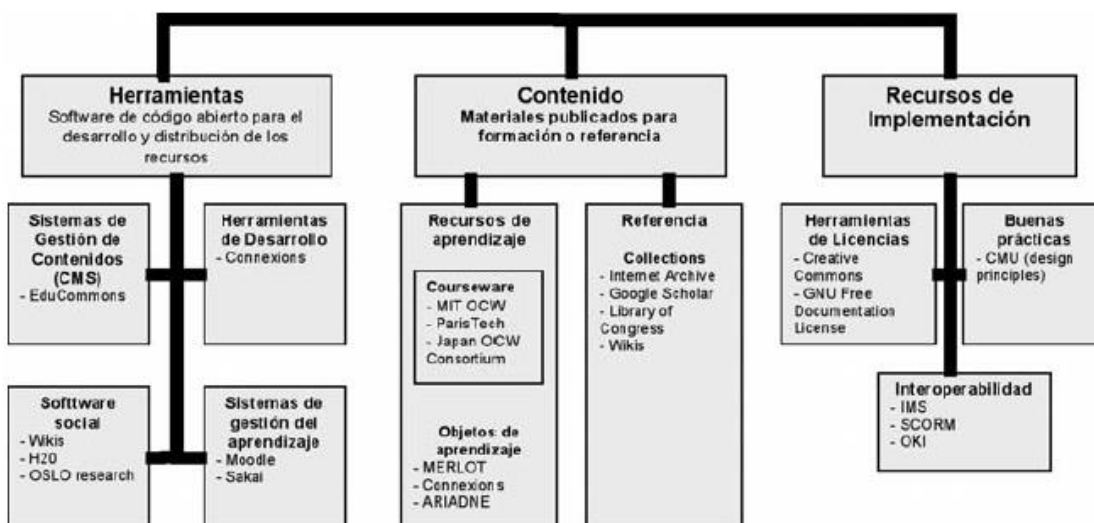 Herramientas
Software de código abierto para el
desarrollo y distribución de los
recursos
Sistemas de
Gestión de
Contenidos
(CMS)
- EduCommons
Herramientas
de Desarrollo
- Connexions
Softtware
social
- Wikis
- H20
- OSLO research
Sistemas de
gestión del
aprendizaje
- Moodle
- Sakai
Contenido
Materiales publicados para
formación o referencia
Recursos de
aprendizaje
Courseware
- MIT OCW
- ParisTech
- Japan OCW
Consortium
Objetos de
aprendizaje
- MERLOT
- Connexions
- ARIADNE
Referencia
Collections
- Internet Archive
- Google Scholar
- Library of
Congress
- Wikis
Recursos de
Implementación
Herramientas
de Licencias
- Creative
Commons
- GNU Free
Documentation
License
Buenas
prácticas
- CMU (design
principles)
Interoperabilidad
- IMS
- SCORM
- OKI